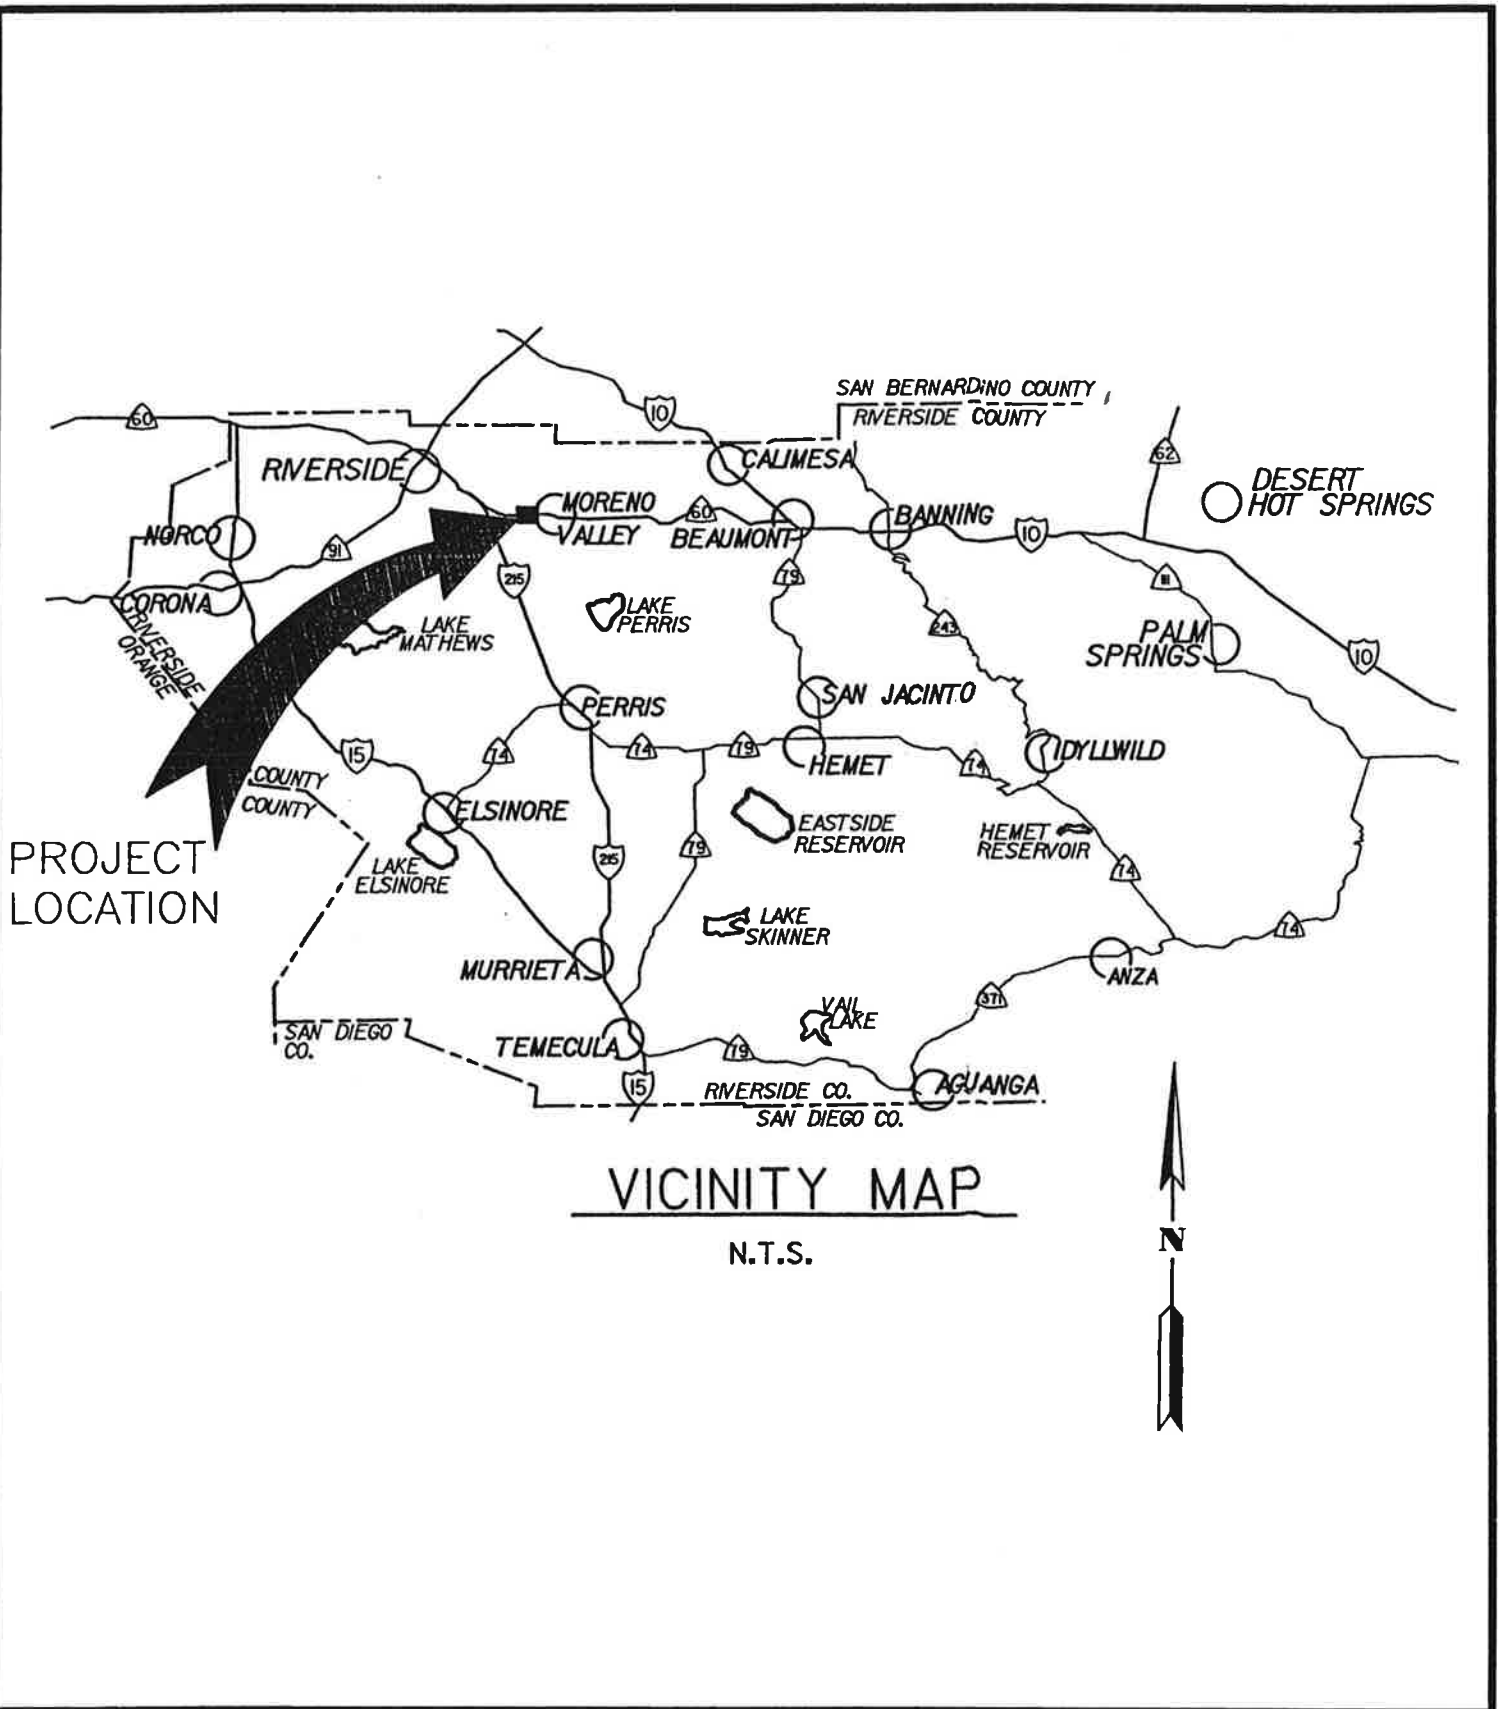 SAN BERNARDINO COUNTY
RIVERSIDE COUNTY
60
10
62
RIVERSIDE
CALIMESA
DESERT
HOT SPRINGS
MORENO
VALLEY
60
BEAUMONT
BANNING
10
NORCO
91
215
79
111
CORONA
LAKE
PERRIS
243
LAKE
MATHEWS
PALM
SPRINGS
10
RIVERSIDE
ORANGE
PERRIS
SAN JACINTO
15
74
74
79
HEMET
74
IDYLLWILD
COUNTY
COUNTY
ELSINORE
EASTSIDE
RESERVOIR
HEMET
RESERVOIR
PROJECT
LOCATION
LAKE
ELSINORE
215
79
74
LAKE
SKINNER
74
MURRIETA
ANZA
371
VAIL
LAKE
SAN DIEGO
CO.
TEMECULA
79
15
RIVERSIDE CO.
SAN DIEGO CO.
AGUANGA
VICINITY MAP
N.T.S.
N